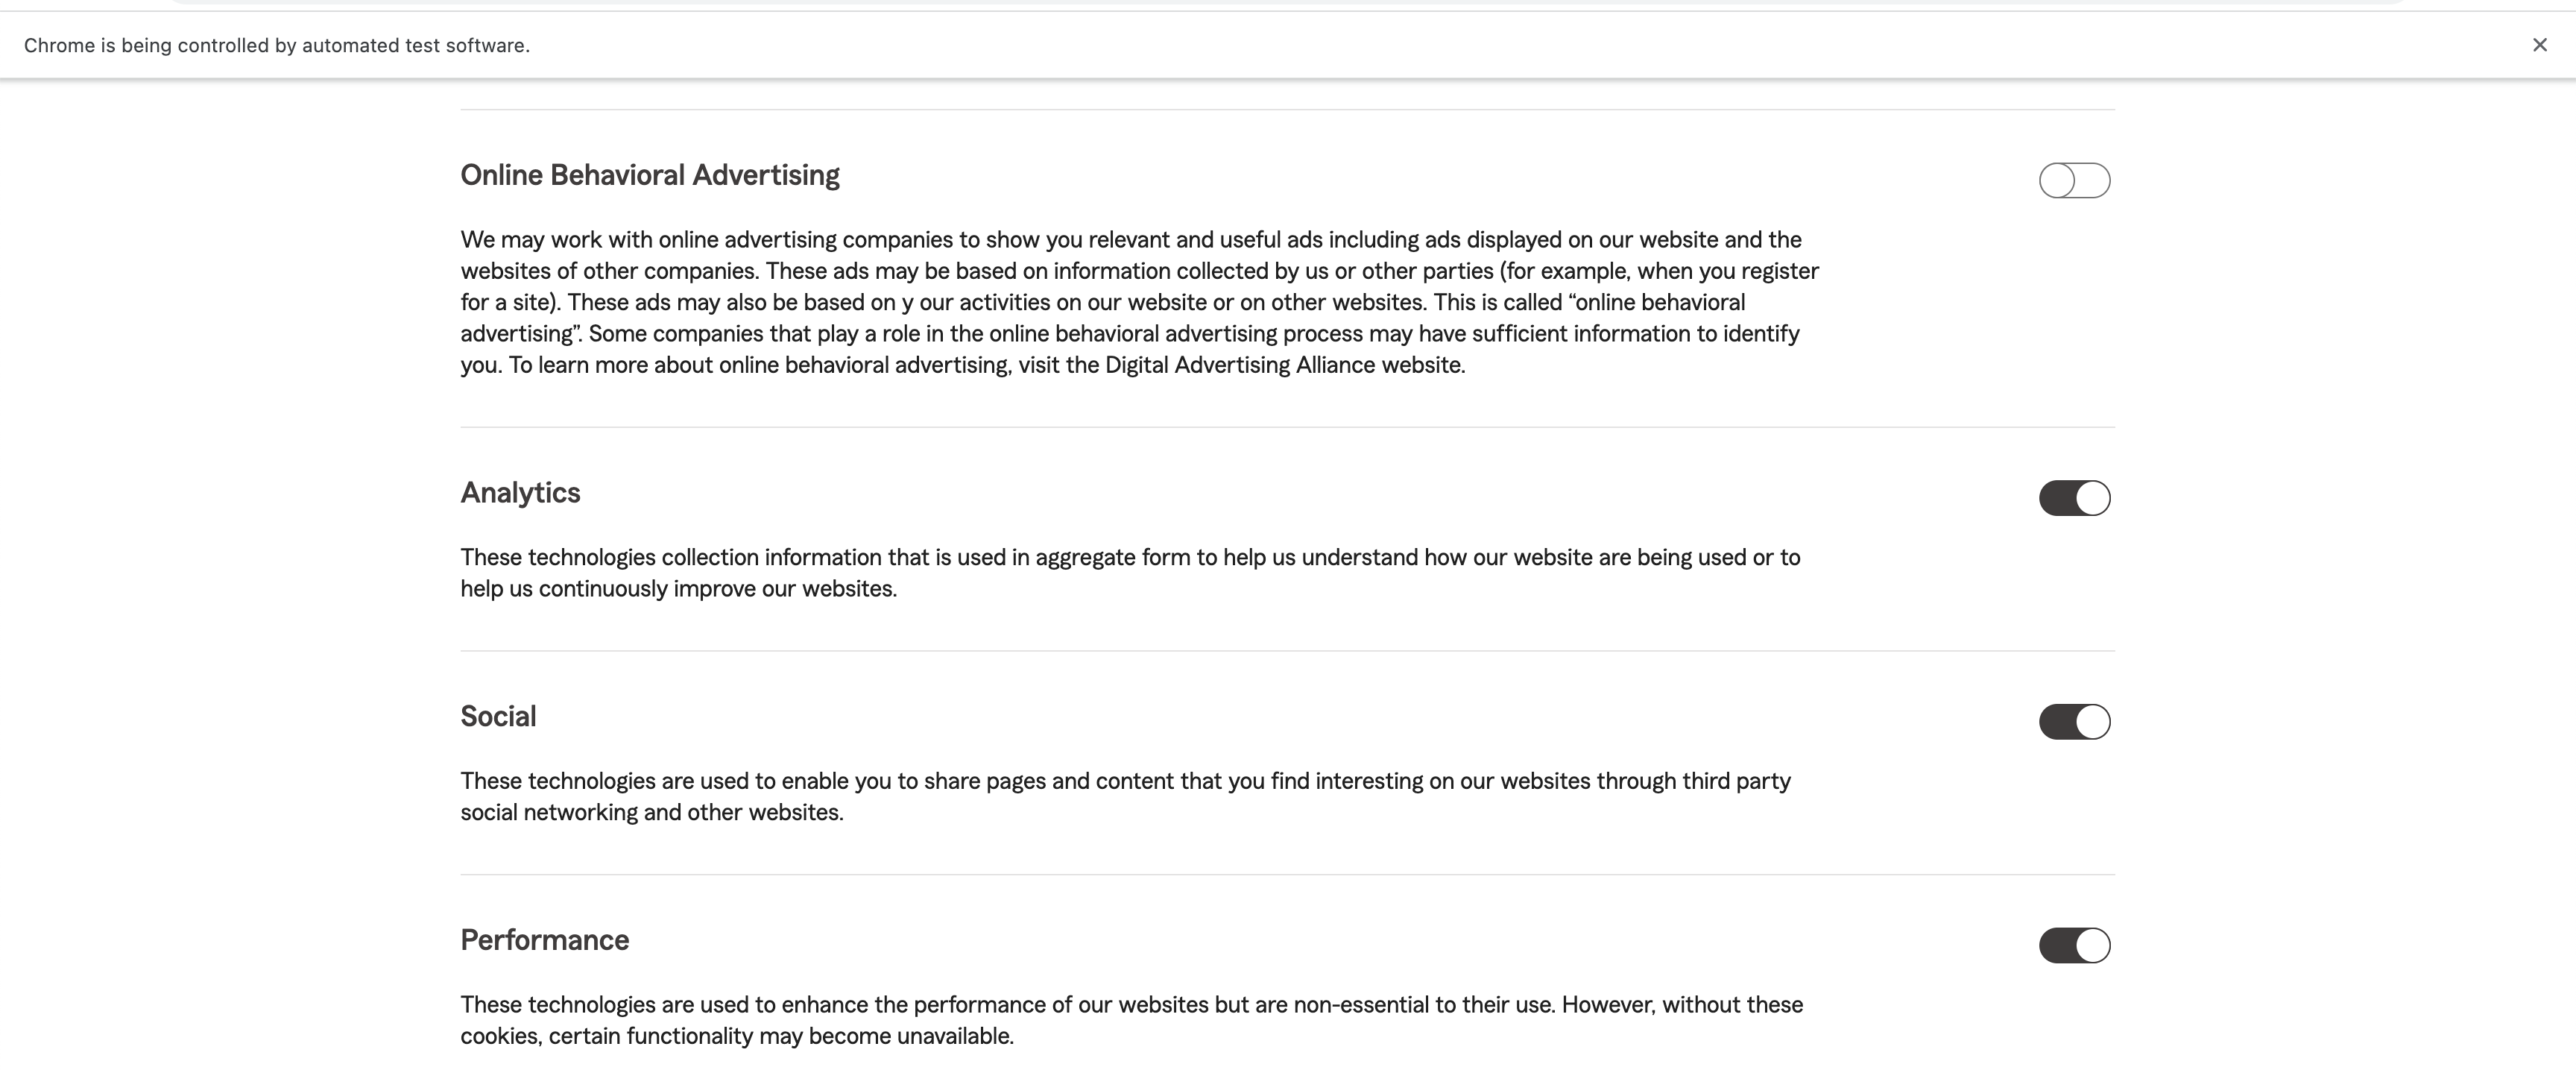 Chrome is being controlled by automated test software.
Online Behavioral Advertising
We may work with online advertising companies to show you relevant and useful ads including ads displayed on our website and the
websites of other companies. These ads may be based on information collected by us or other parties (for example, when you register
for a site). These ads may also be based on y our activities on our website or on other websites. This is called “online behavioral
advertising”. Some companies that play a role in the online behavioral advertising process may have sufficient information to identify
you. To learn more about online behavioral advertising, visit the Digital Advertising Alliance website.
Analytics
These technologies collection information that is used in aggregate form to help us understand how our website are being used or to
help us continuously improve our websites.
Social
These technologies are used to enable you to share pages and content that you find interesting on our websites through third party
social networking and other websites.
Performance
These technologies are used to enhance the performance of our websites but are non-essential to their use. However, without these
cookies, certain functionality may become unavailable.